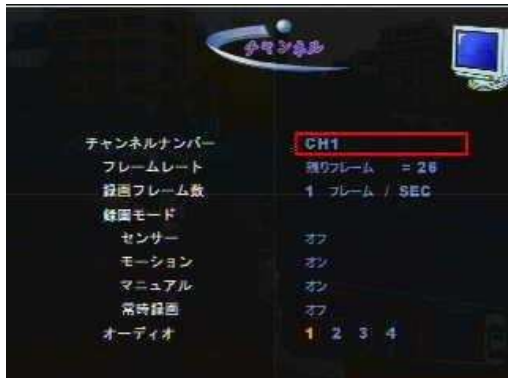 チャンネル
チャンネルナンバー CH1
フレームレート 残りフレーム = 26
録画フレーム数 1 フレーム / SEC
録画モード
センサー オフ
モーション オン
マニュアル オン
常時録画 オフ
オーディオ 1 2 3 4